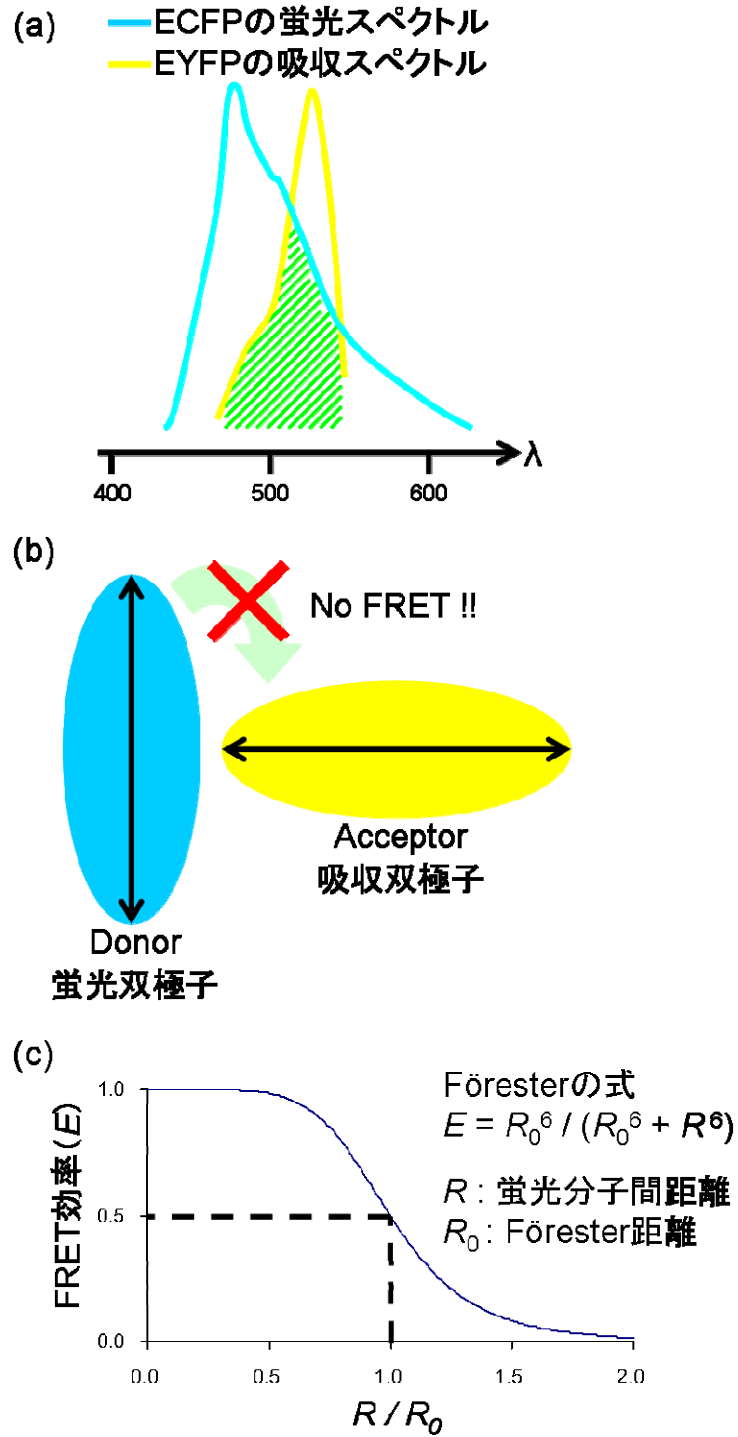 (a)
ECFPの蛍光スペクトル
EYFPの吸収スペクトル
400 500 600 λ
(b)
No FRET !!
Acceptor
吸収双極子
Donor
蛍光双極子
(c)
FRET効率(E)
1.0
0.5
0.0
0.0 0.5 1.0 1.5 2.0
R / R₀
Föresterの式
E = R₀⁶ / (R₀⁶ + R⁶)
R : 蛍光分子間距離
R₀ : Förester距離